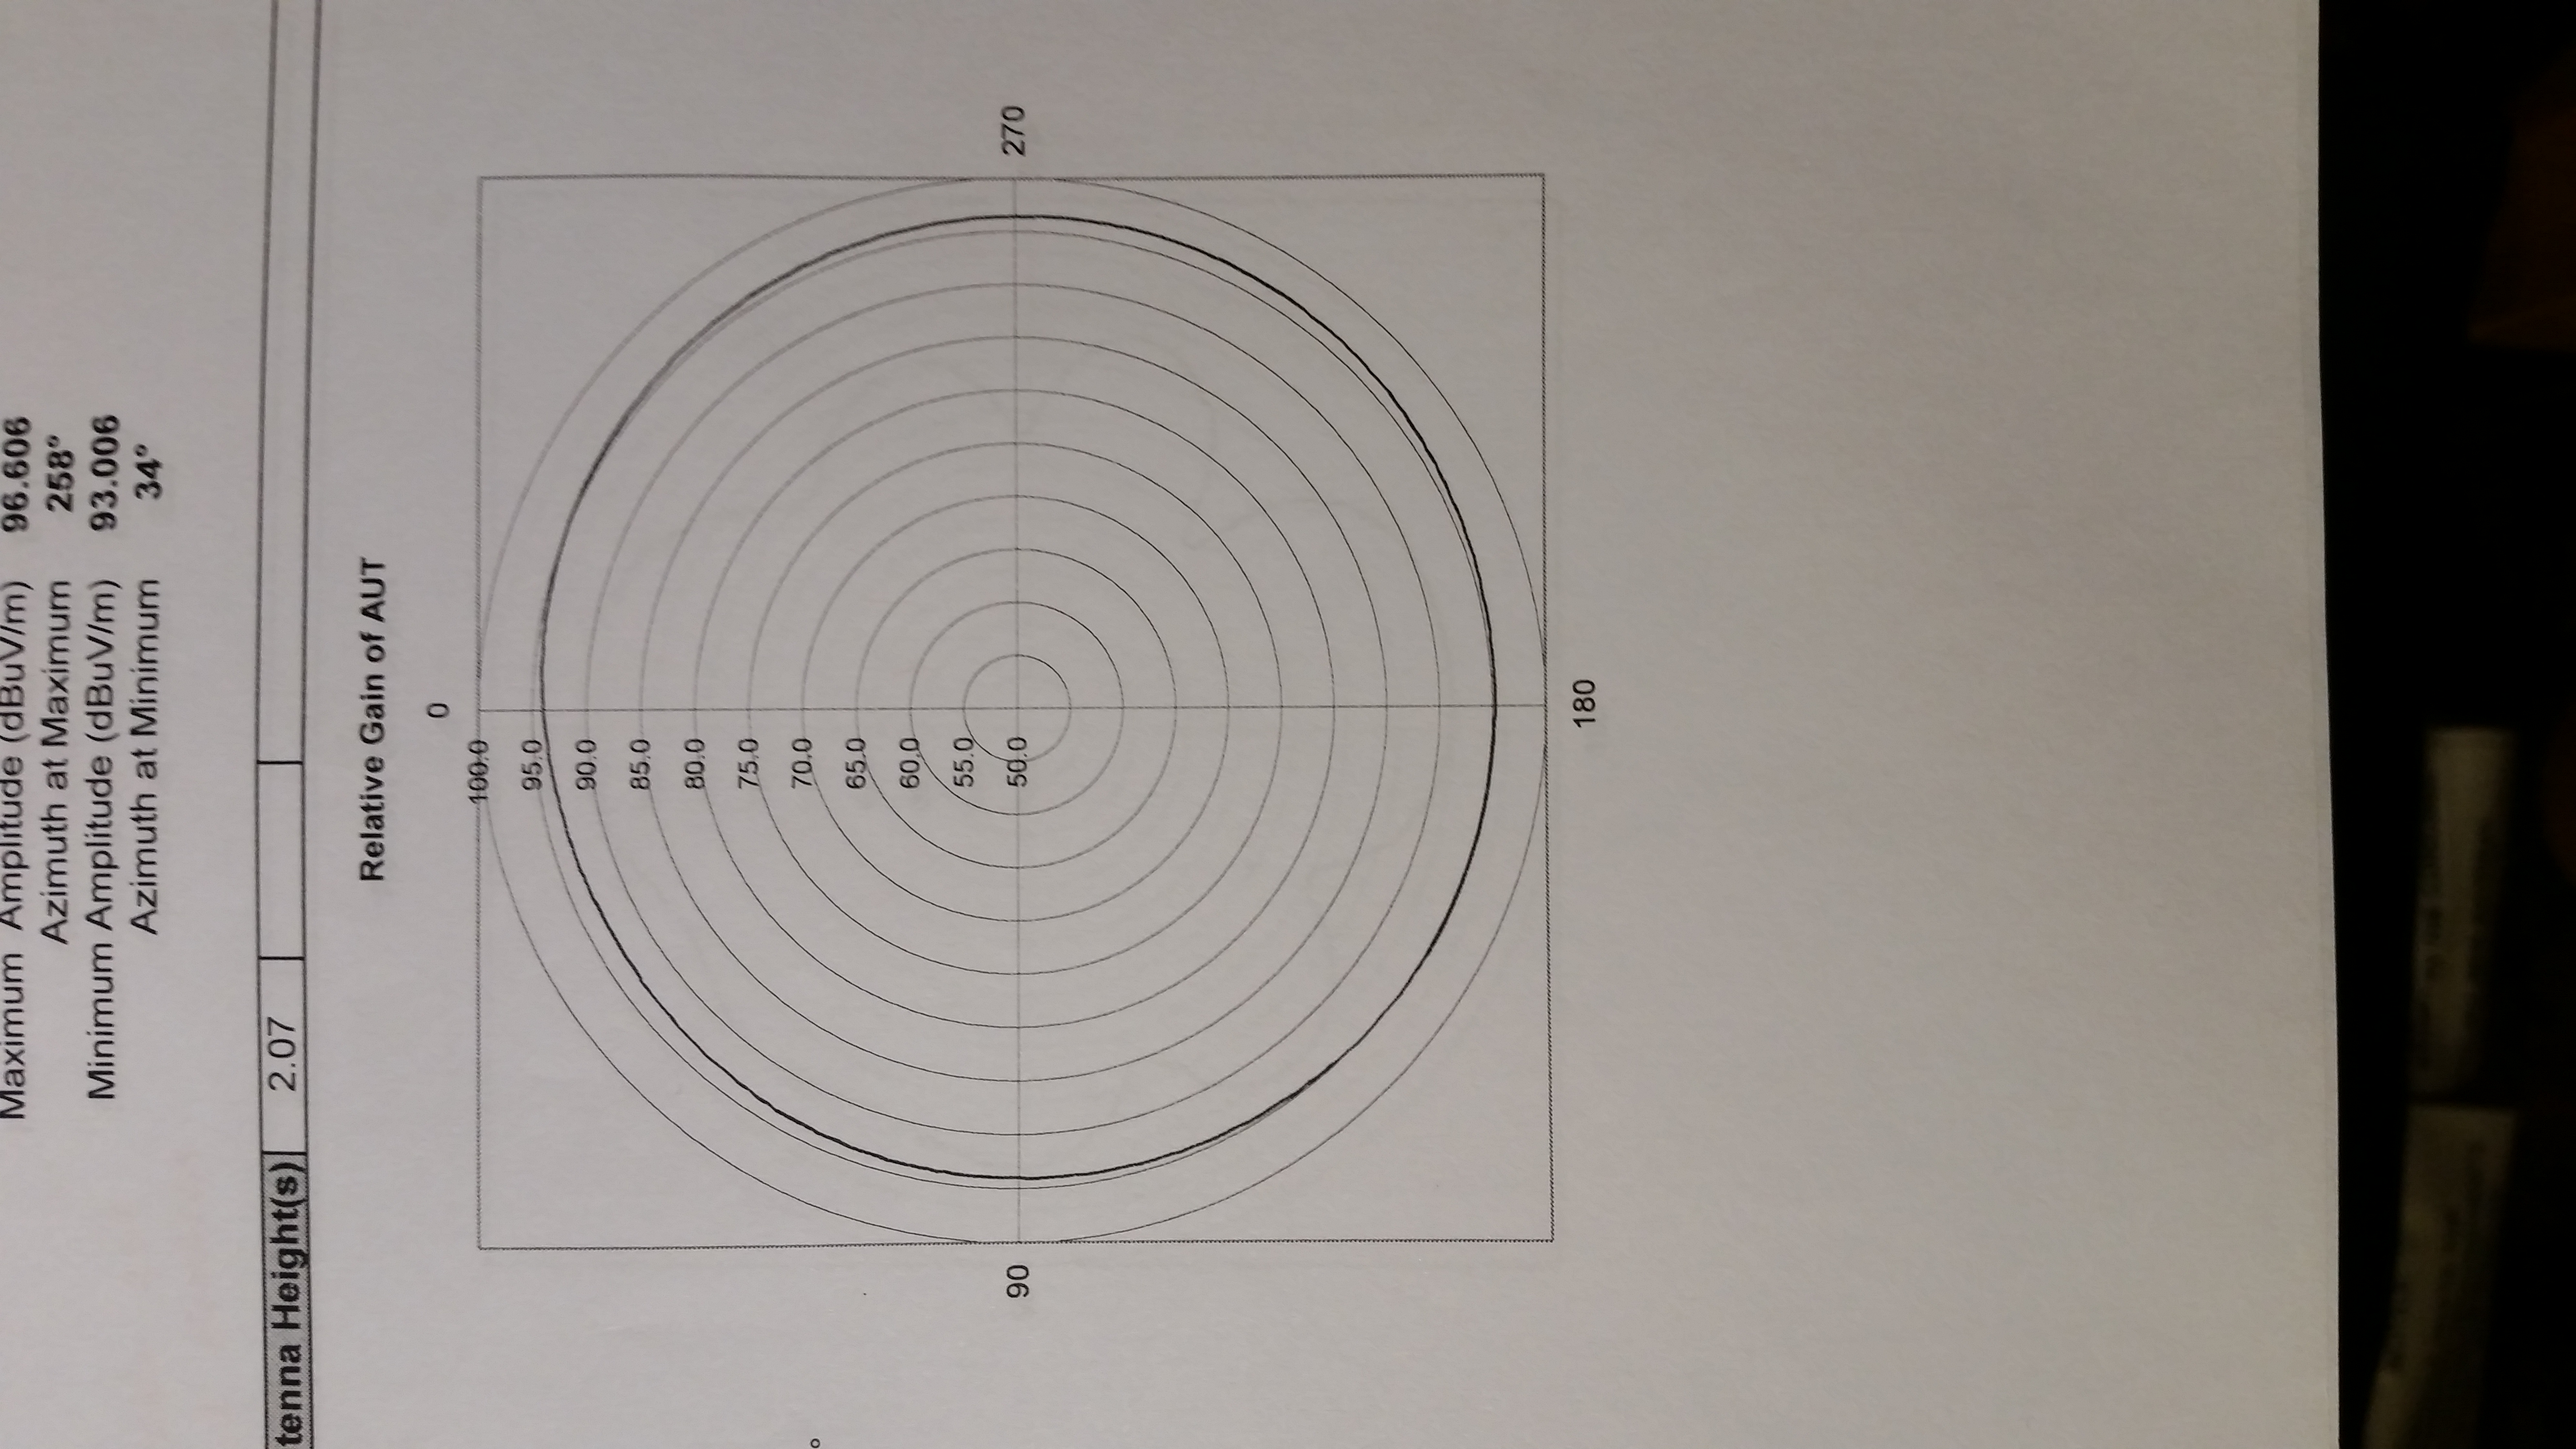 Maximum Amplitude (dBuV/m) 96.606
Azimuth at Maximum 258°
Minimum Amplitude (dBuV/m) 93.006
Azimuth at Minimum 34°
tenna Height(s) 2.07
Relative Gain of AUT
0
100.0
95.0
90.0
85.0
80.0
75.0
70.0
°
65.0
60.0
55.0
90 50.0 270
180